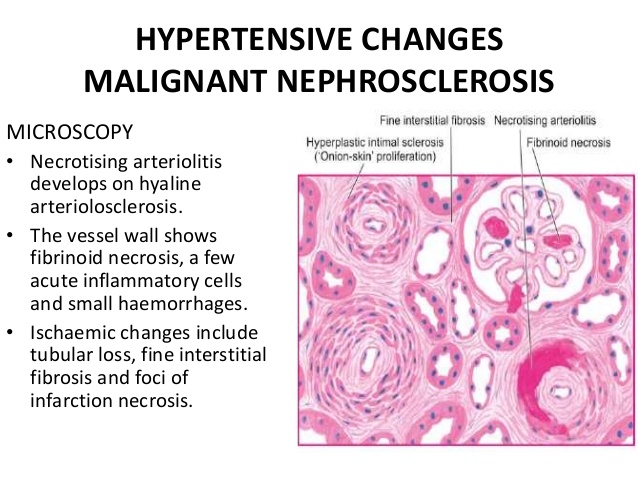 HYPERTENSIVE CHANGES
MALIGNANT NEPHROSCLEROSIS
MICROSCOPY
• Necrotising arteriolitis
develops on hyaline
arteriolosclerosis.
• The vessel wall shows
fibrinoid necrosis, a few
acute inflammatory cells
and small haemorrhages.
• Ischaemic changes include
tubular loss, fine interstitial
fibrosis and foci of
infarction necrosis.
Fine interstitial fibrosis Necrotising arteriolitis
Hyperplastic intimal sclerosis
('Onion-skin' proliferation)
Fibrinoid necrosis